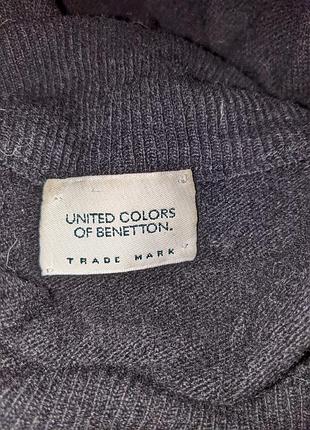 UNITED COLORS
OF BENETTON.
TRADE MARK